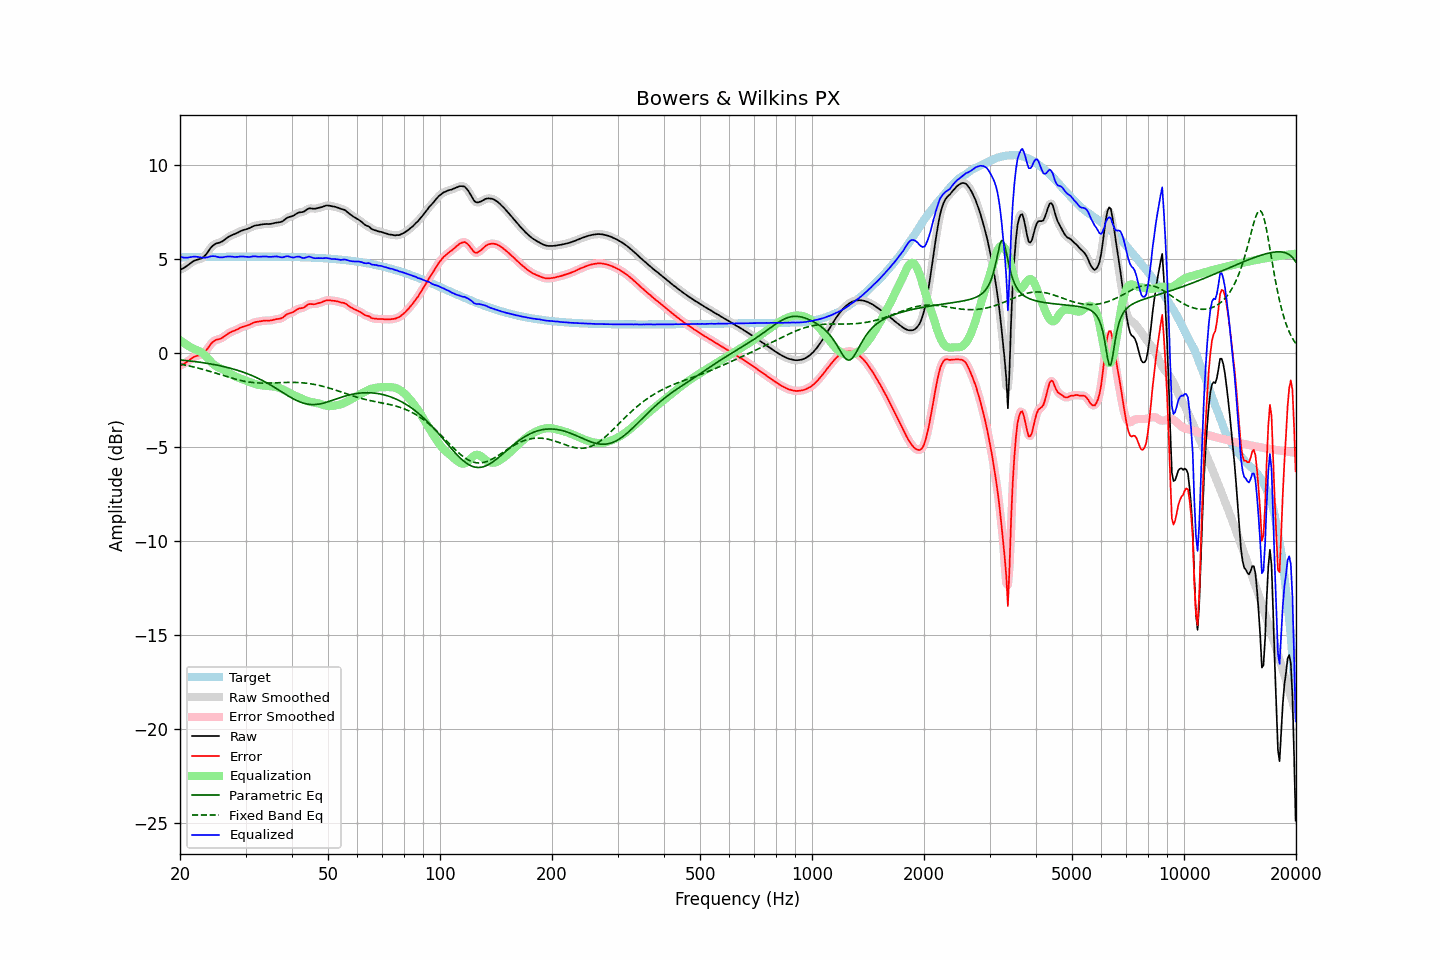 Bowers & Wilkins PX
Amplitude (dBr)
10
5
0
−5
−10
−15
−20
−25
Target
Raw Smoothed
Error Smoothed
Raw
Error
Equalization
Parametric Eq
Fixed Band Eq
Equalized
20 50 100 200 500 1000 2000 5000 10000 20000
Frequency (Hz)